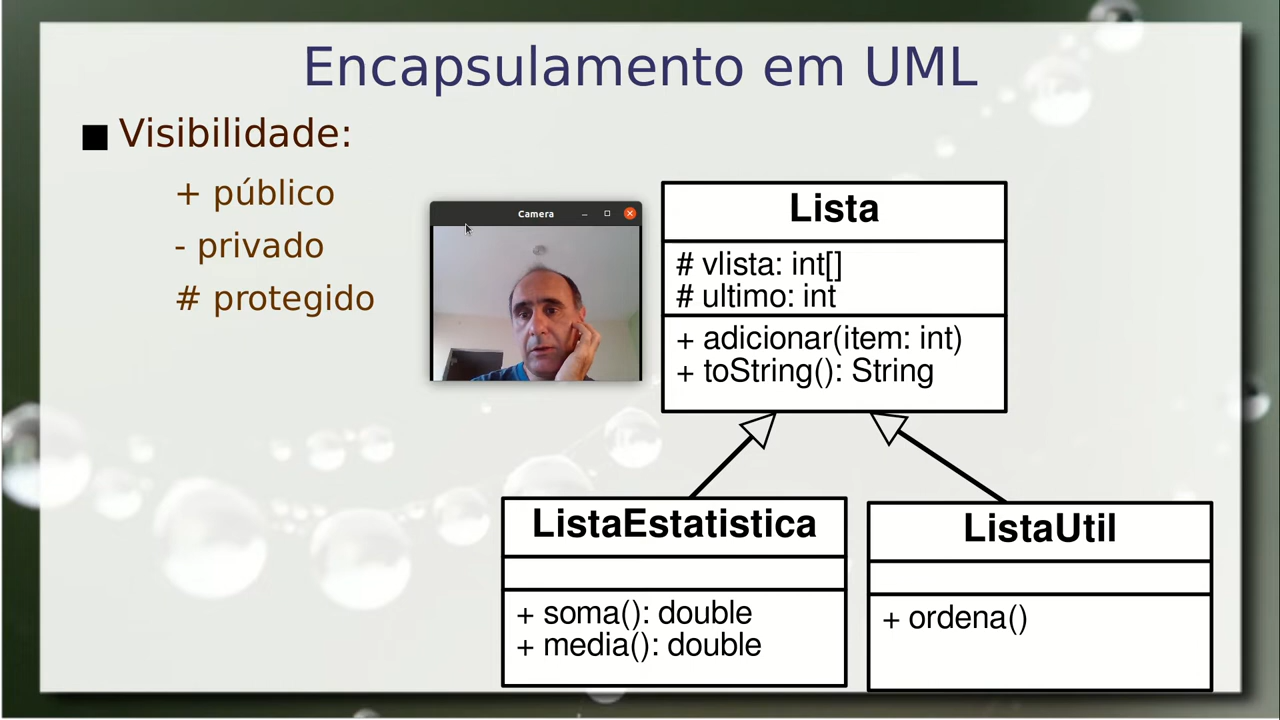 Encapsulamento em UML
Visibilidade:
+ público
- privado
# protegido
Camera
Lista
# vlista: int[]
# ultimo: int
+ adicionar(item: int)
+ toString(): String
ListaEstatistica
+ soma(): double
+ media(): double
ListaUtil
+ ordena()